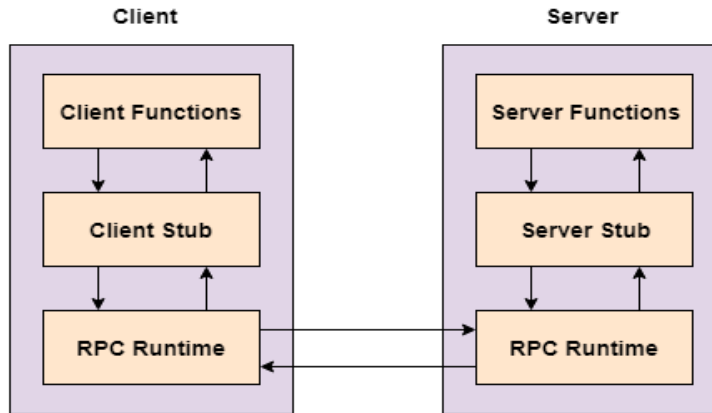 Client
Server
Client Functions
Server Functions
Client Stub
Server Stub
RPC Runtime
RPC Runtime